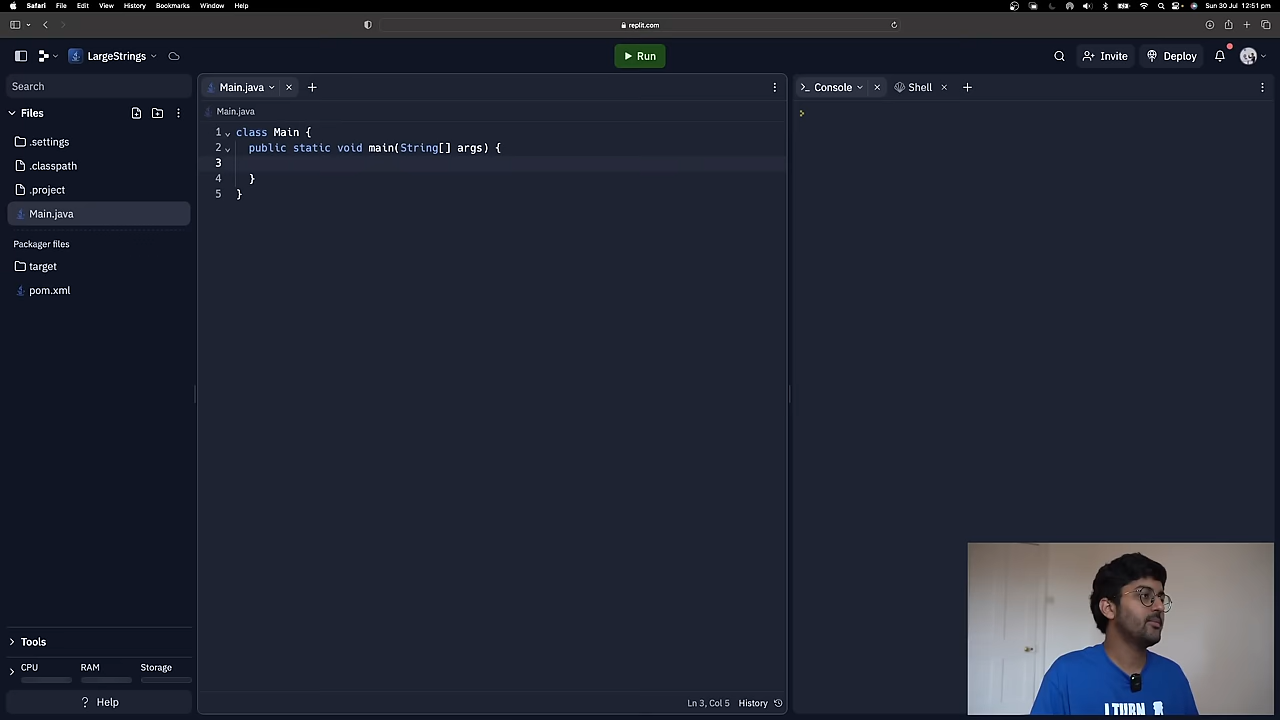 Safari File Edit View History Bookmarks Window Help Sun 30 Jul 12:51 pm
replit.com
LargeStrings Run Invite Deploy
Search Main.java Console Shell
Files Main.java
.settings
.classpath
.project
Main.java
Packager files
target
pom.xml
1 class Main {
2 public static void main(String[] args) {
3
4 }
5 }
Tools
CPU RAM Storage
Help
Ln 3, Col 5 History
I TURN